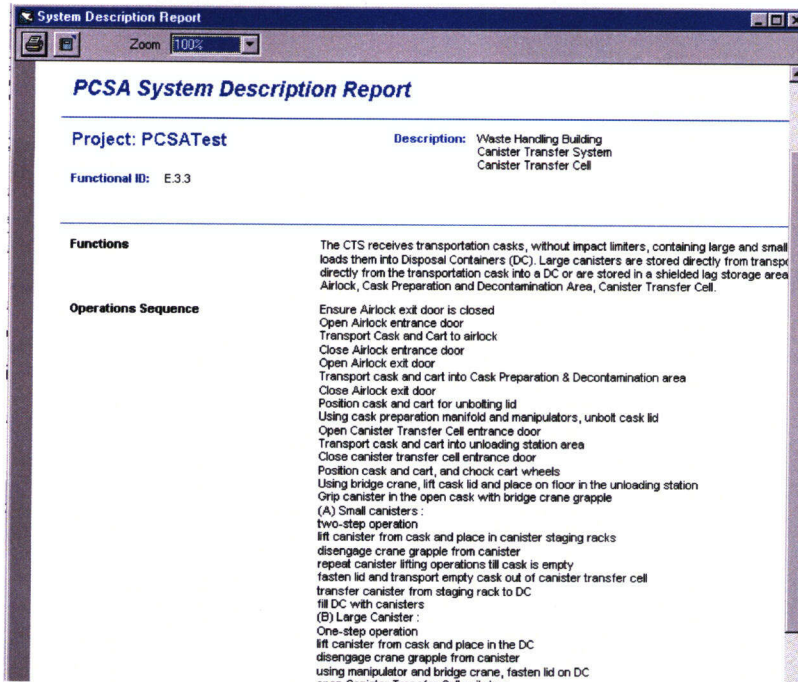 System Description Report
Zoom 100%
PCSA System Description Report
Project: PCSATest
Description: Waste Handling Building
Canister Transfer System
Canister Transfer Cell
Functional ID: E.3.3
Functions
The CTS receives transportation casks, without impact limiters, containing large and small
loads them into Disposal Containers (DC). Large canisters are stored directly from
directly from the transportation cask into a DC or are stored in a shielded lag storage area
Airlock, Cask Preparation and Decontamination Area, Canister Transfer Cell.
Operations Sequence
Ensure Airlock exit door is closed
Open Airlock entrance door
Transport Cask and Cart to airlock
Close Airlock entrance door
Open Airlock exit door
Transport cask and cart into Cask Preparation & Decontamination area
Close Airlock exit door
Position cask and cart for unbolting lid
Using cask preparation manifold and manipulators, unbolt cask lid
Open Canister Transfer Cell entrance door
Transport cask and cart into unloading station area
Close canister transfer cell entrance door
Position cask and cart, and chock cart wheels
Using bridge crane, lift cask lid and place on floor in the unloading station
Grip canister in the open cask with bridge crane grapple
(A) Small canisters :
two-step operation
lift canister from cask and place in canister staging racks
disengage crane grapple from canister
repeat canister lifting operations till cask is empty
fasten lid and transport empty cask out of canister transfer cell
transfer canister from staging rack to DC
fill DC with canisters
(B) Large Canister :
One-step operation
lift canister from cask and place in the DC
disengage crane grapple from canister
using manipulator and bridge crane, fasten lid on DC